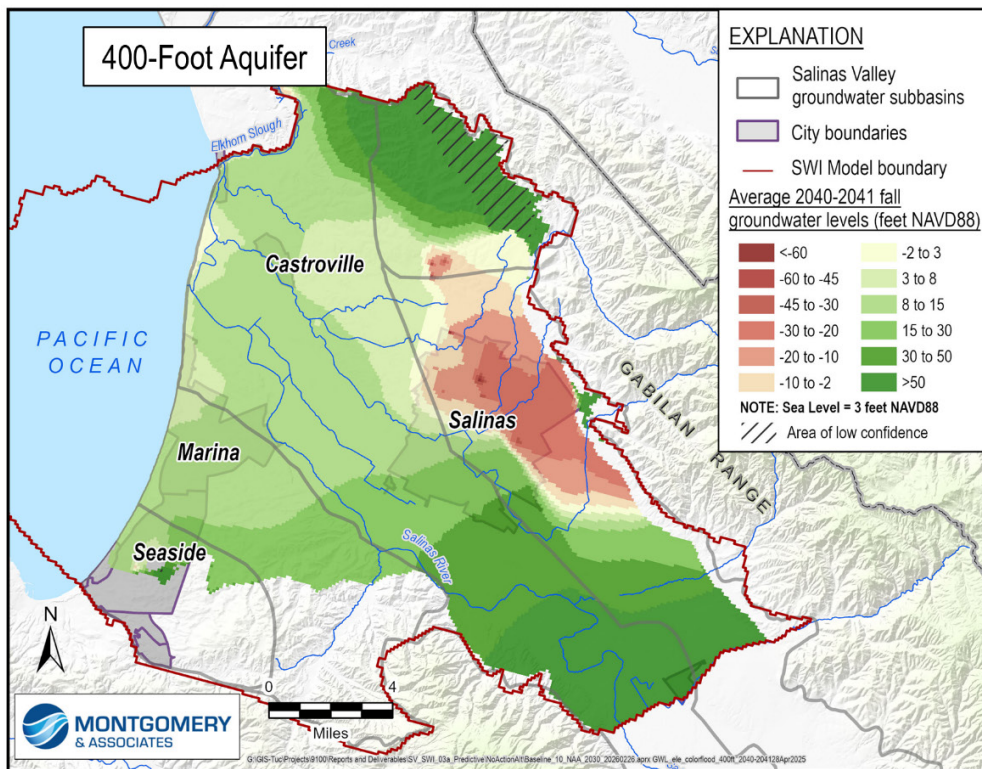 400-Foot Aquifer
Creek
Elkhorn Slough
Castroville
PACIFIC
OCEAN
Salinas
GABILAN RANGE
Marina
Seaside
Salinas River
N
0 4
Miles
MONTGOMERY
& ASSOCIATES
EXPLANATION
Salinas Valley
groundwater subbasins
City boundaries
SWI Model boundary
Average 2040-2041 fall
groundwater levels (feet NAVD88)
<-60 -2 to 3
-60 to -45 3 to 8
-45 to -30 8 to 15
-30 to -20 15 to 30
-20 to -10 30 to 50
-10 to -2 >50
NOTE: Sea Level = 3 feet NAVD88
Area of low confidence